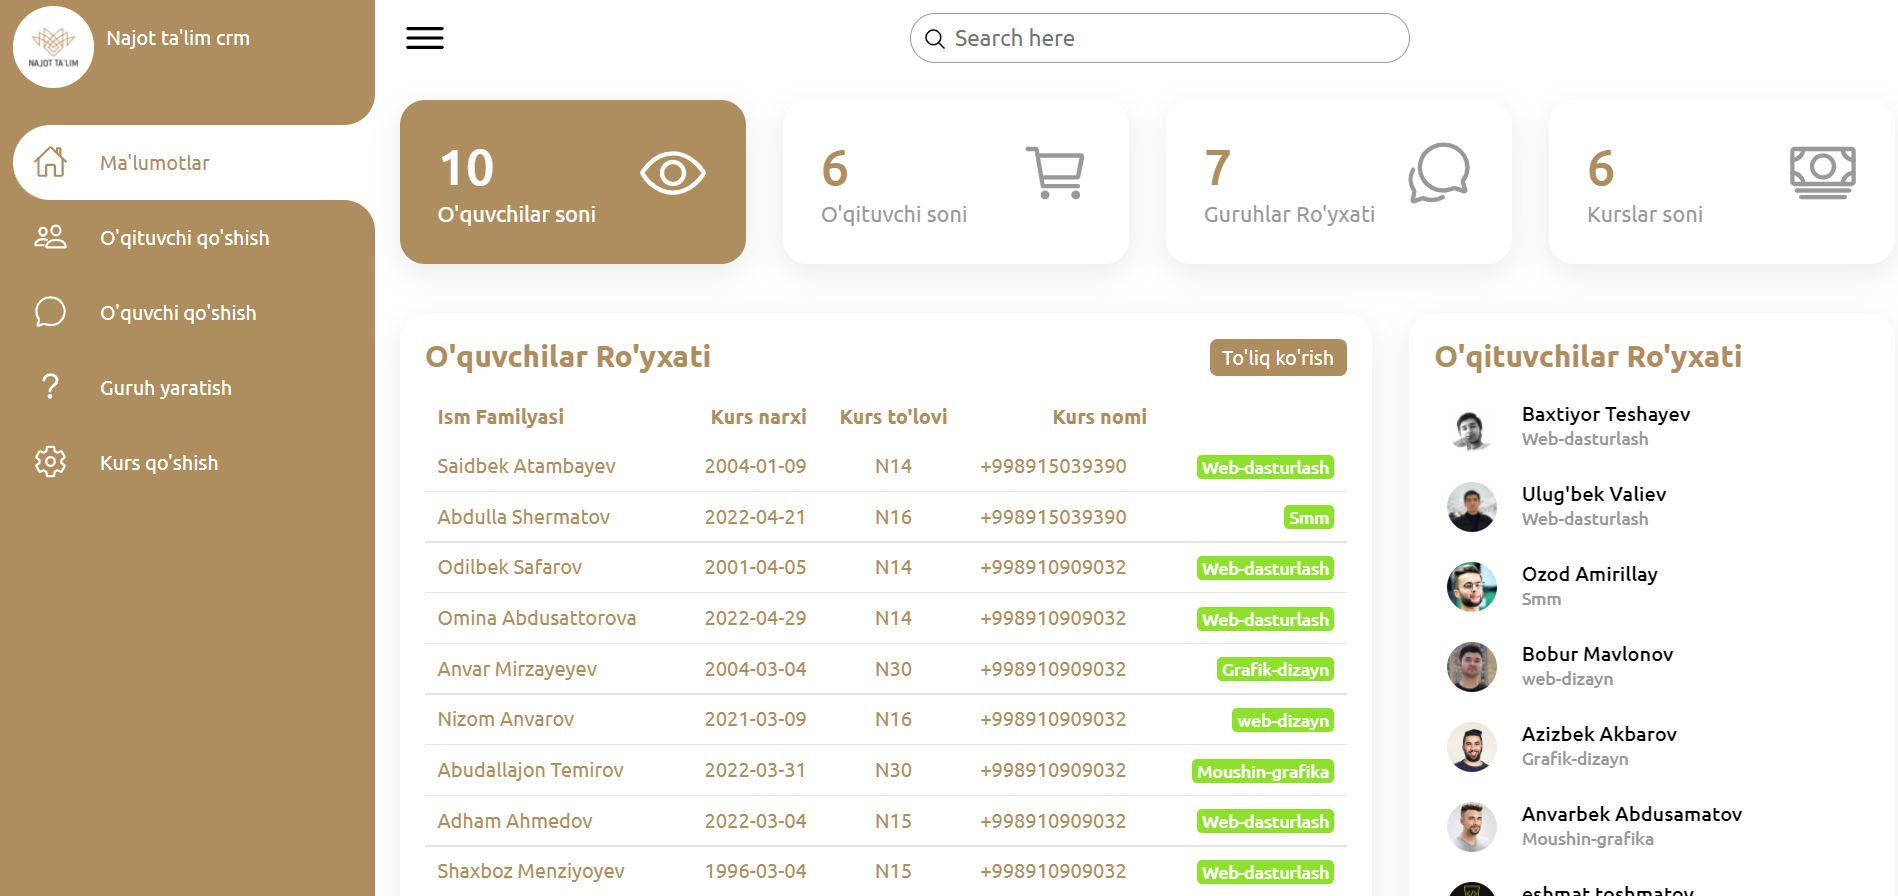 NAJOT TA'LIM
Najot ta'lim crm
Ma'lumotlar
O'qituvchi qo'shish
O'quvchi qo'shish
Guruh yaratish
Kurs qo'shish
Search here
10
O'quvchilar soni
6
O'qituvchi soni
7
Guruhlar Ro'yxati
6
Kurslar soni
O'quvchilar Ro'yxati To'liq ko'rish
Ism Familyasi Kurs narxi Kurs to'lovi Kurs nomi
Saidbek Atambayev 2004-01-09 N14 +998915039390 Web-dasturlash
Abdulla Shermatov 2022-04-21 N16 +998915039390 Smm
Odilbek Safarov 2001-04-05 N14 +998910909032 Web-dasturlash
Omina Abdusattorova 2022-04-29 N14 +998910909032 Web-dasturlash
Anvar Mirzayeyev 2004-03-04 N30 +998910909032 Grafik-dizayn
Nizom Anvarov 2021-03-09 N16 +998910909032 web-dizayn
Abudallajon Temirov 2022-03-31 N30 +998910909032 Moushin-grafika
Adham Ahmedov 2022-03-04 N15 +998910909032 Web-dasturlash
Shaxboz Menziyoyev 1996-03-04 N15 +998910909032 Web-dasturlash
O'qituvchilar Ro'yxati
Baxtiyor Teshayev
Web-dasturlash
Ulug'bek Valiev
Web-dasturlash
Ozod Amirillay
Smm
Bobur Mavlonov
web-dizayn
Azizbek Akbarov
Grafik-dizayn
Anvarbek Abdusamatov
Moushin-grafika
eshmat toshmatov